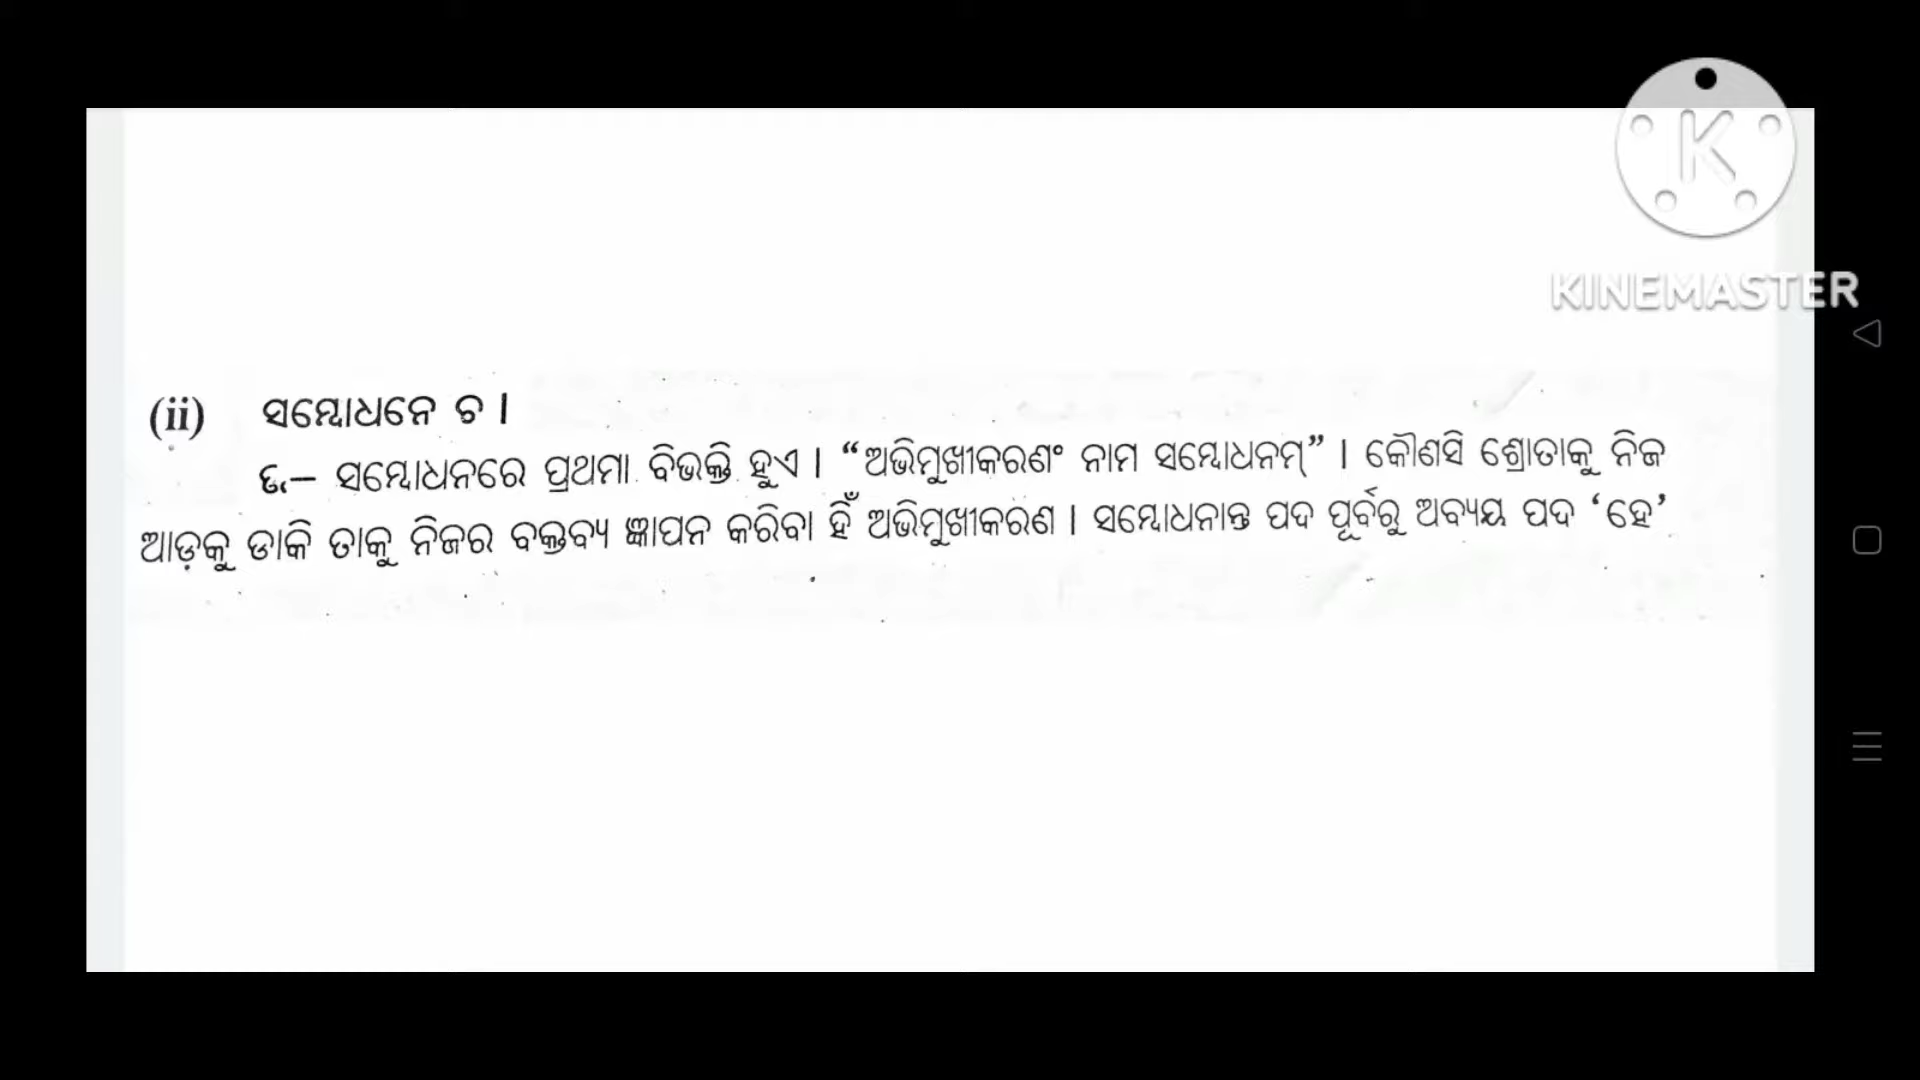 K
KINEMASTER
(ii) ସମ୍ବୋଧନେ ଚ ।
ଉ.– ସମ୍ବୋଧନରେ ପ୍ରଥମା ବିଭକ୍ତି ହୁଏ । “ଅଭିମୁଖୀକରଣଂ ନାମ ସମ୍ବୋଧନମ୍” । କୌଣସି ଶ୍ରୋତାକୁ ନିଜ
ଆଡ଼କୁ ଡାକି ତାକୁ ନିଜର ବକ୍ତବ୍ୟ ଜ୍ଞାପନ କରିବା ହିଁ ଅଭିମୁଖୀକରଣ । ସମ୍ବୋଧନାନ୍ତ ପଦ ପୂର୍ବରୁ ଅବ୍ୟୟ ପଦ ‘ହେ’